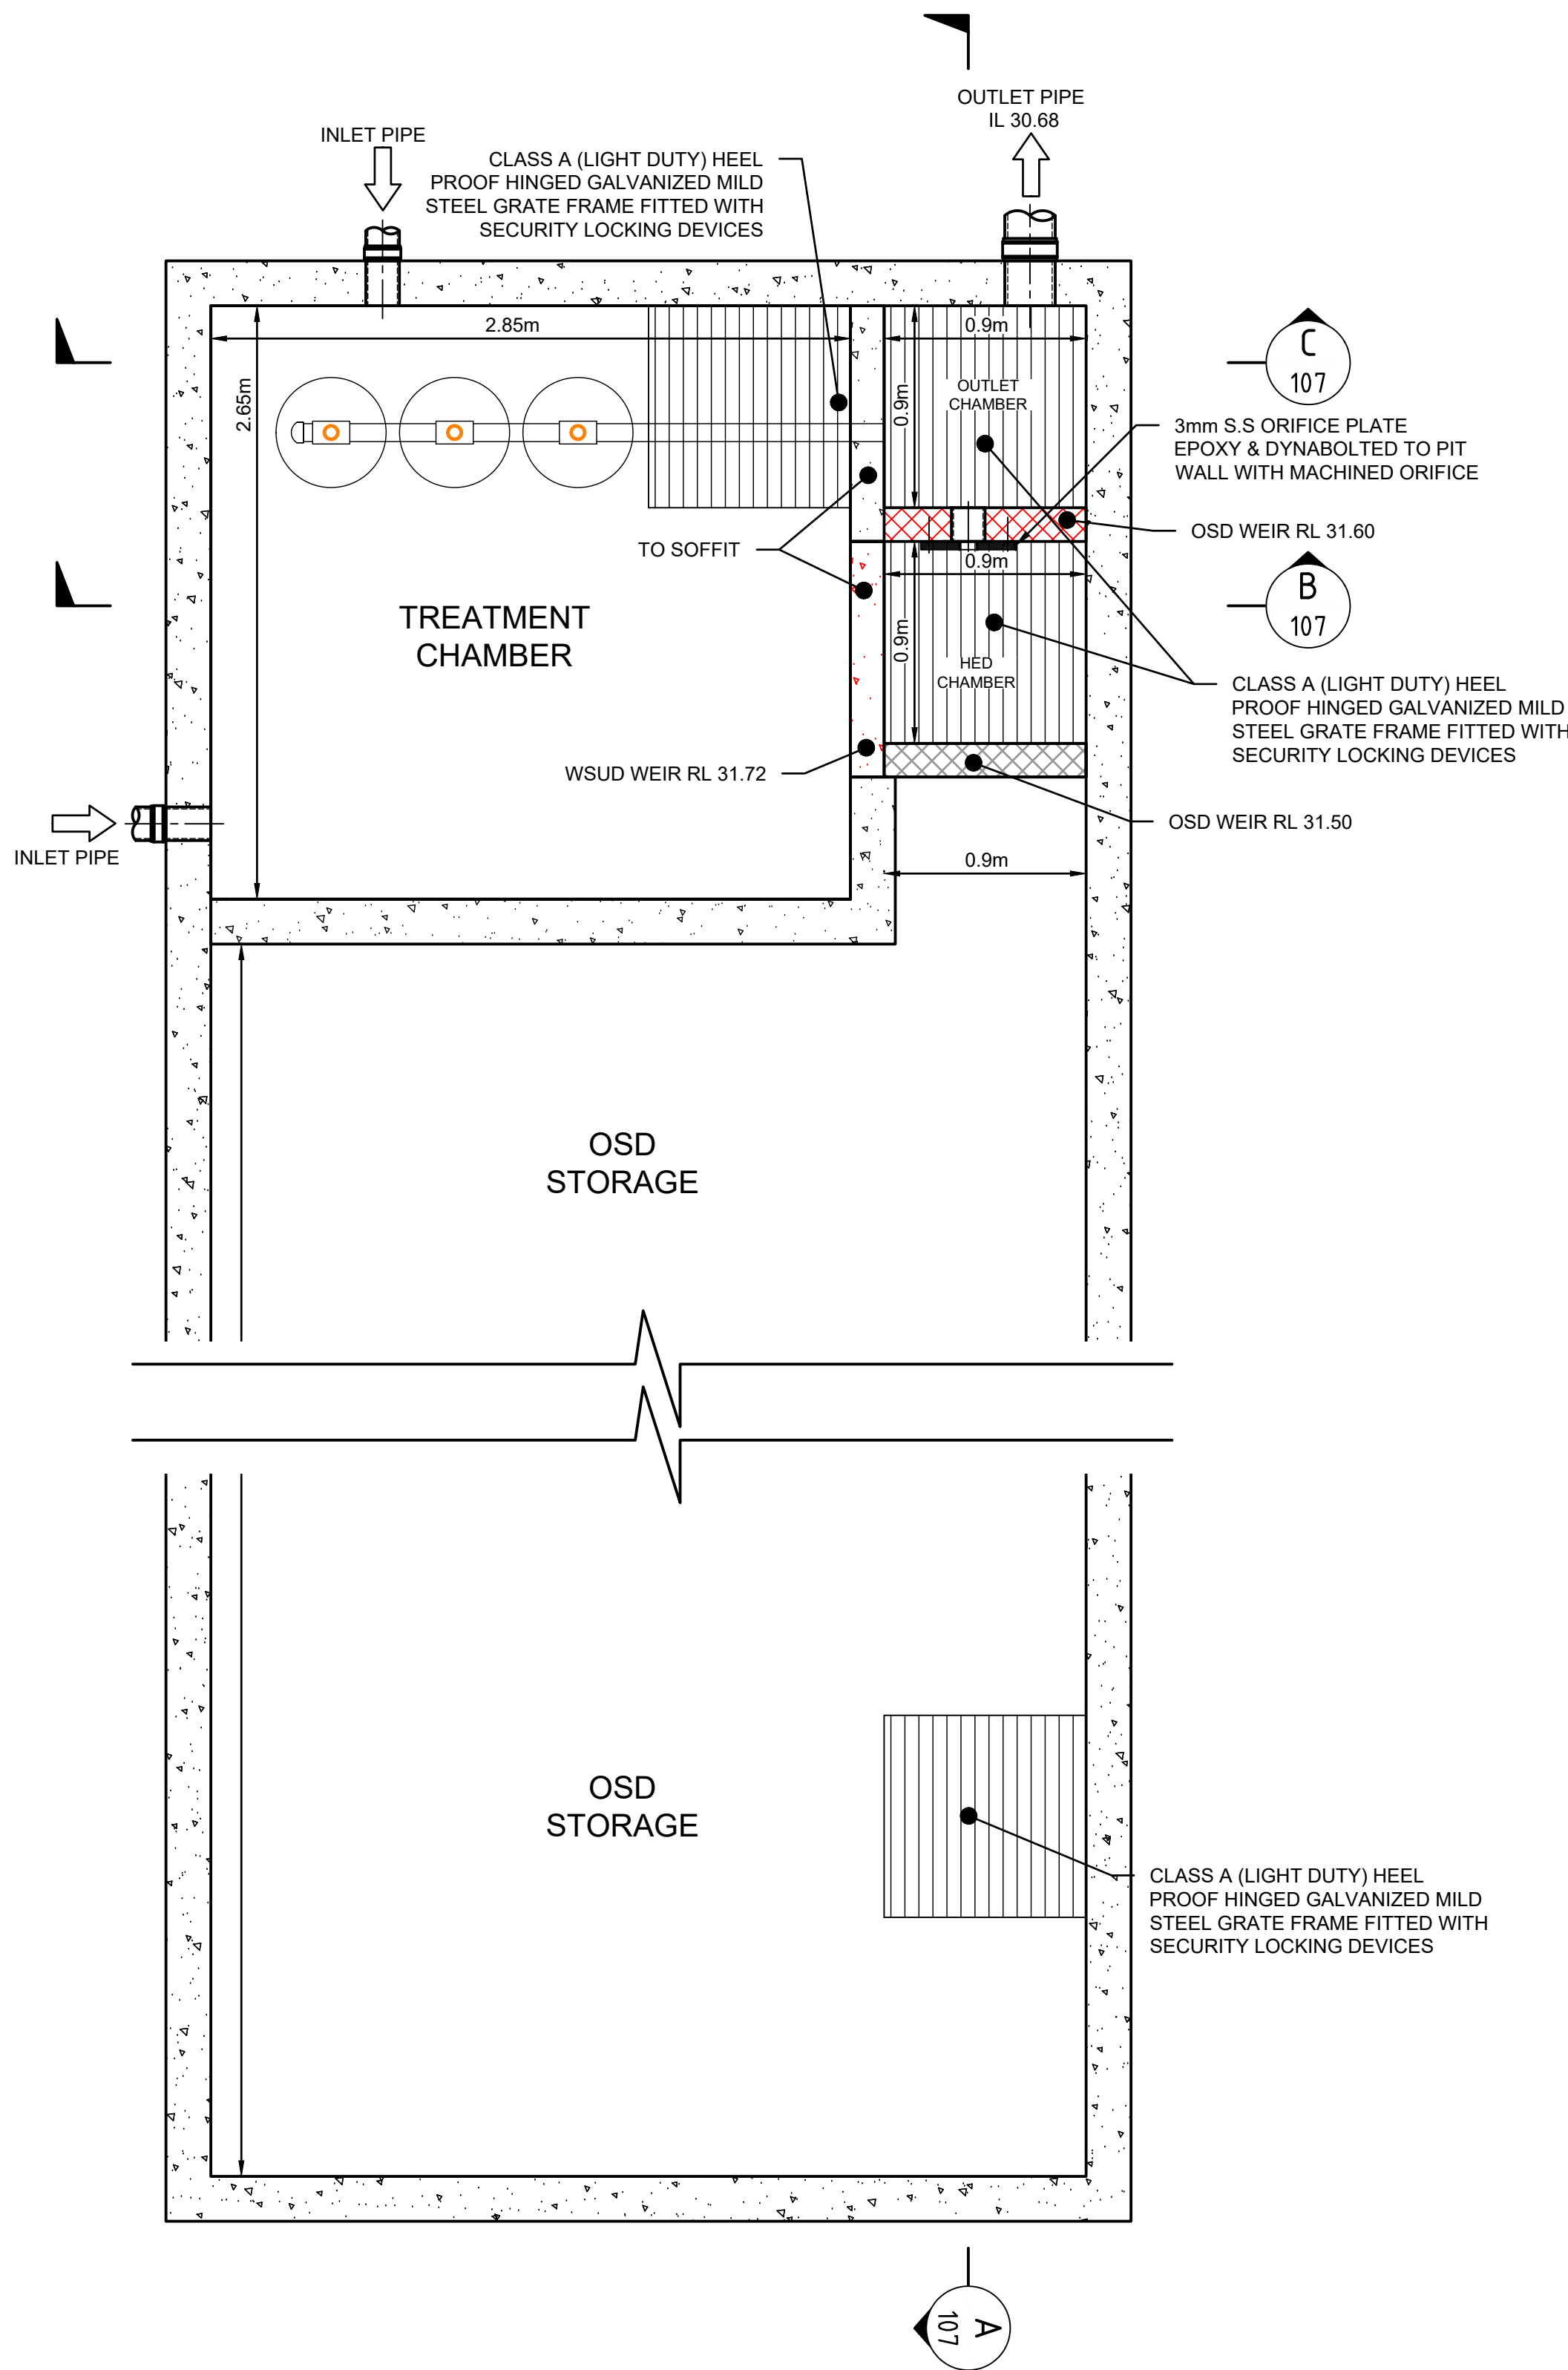 OUTLET PIPE
IL 30.68
INLET PIPE
CLASS A (LIGHT DUTY) HEEL
PROOF HINGED GALVANIZED MILD
STEEL GRATE FRAME FITTED WITH
SECURITY LOCKING DEVICES
2.85m
0.9m
2.65m
0.9m
OUTLET
CHAMBER
C
107
3mm S.S ORIFICE PLATE
EPOXY & DYNABOLTED TO PIT
WALL WITH MACHINED ORIFICE
OSD WEIR RL 31.60
TO SOFFIT
0.9m
B
107
TREATMENT
CHAMBER
0.9m
HED
CHAMBER
CLASS A (LIGHT DUTY) HEEL
PROOF HINGED GALVANIZED MILD
STEEL GRATE FRAME FITTED WITH
SECURITY LOCKING DEVICES
WSUD WEIR RL 31.72
OSD WEIR RL 31.50
INLET PIPE
0.9m
OSD
STORAGE
OSD
STORAGE
CLASS A (LIGHT DUTY) HEEL
PROOF HINGED GALVANIZED MILD
STEEL GRATE FRAME FITTED WITH
SECURITY LOCKING DEVICES
A
107